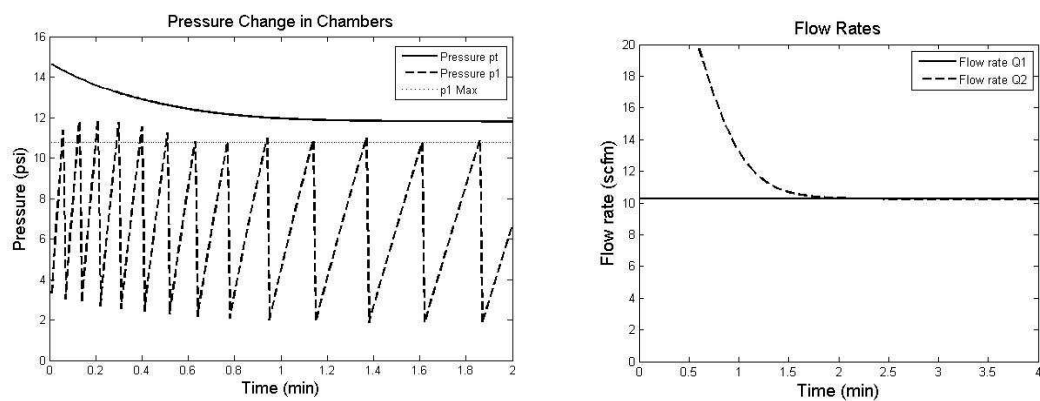 Pressure Change in Chambers
16
14
12
10
8
6
4
2
0
Pressure (psi)
Pressure pt
Pressure p1
p1 Max
0 0.2 0.4 0.6 0.8 1 1.2 1.4 1.6 1.8 2
Time (min)
Flow Rates
20
18
16
14
12
10
8
6
4
2
0
Flow rate (scfm)
Flow rate Q1
Flow rate Q2
0 0.5 1 1.5 2 2.5 3 3.5 4
Time (min)